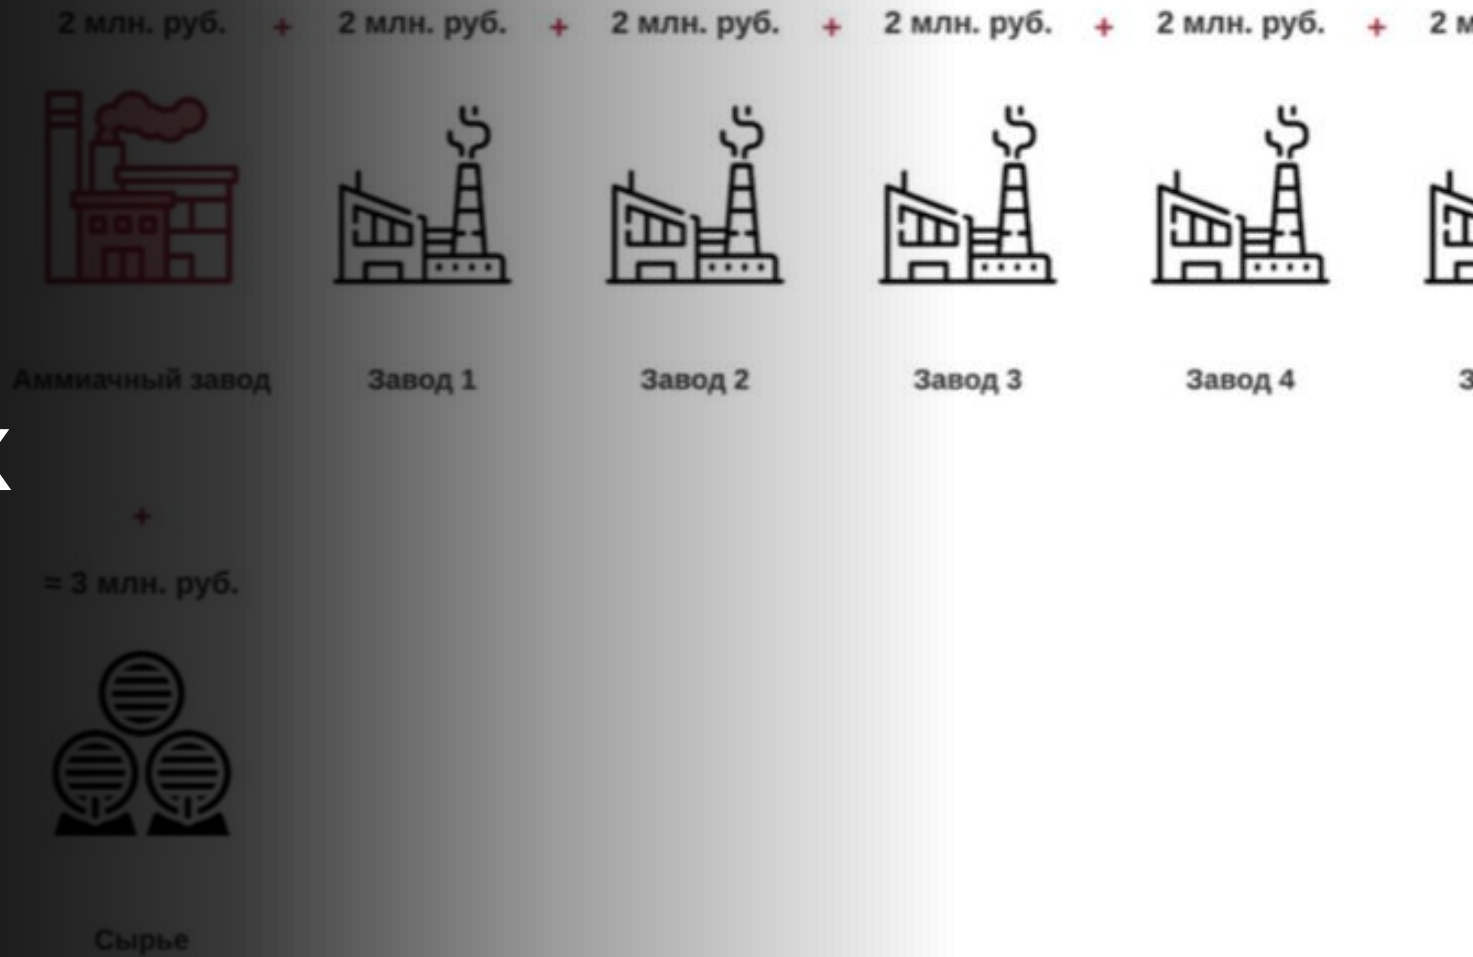 2 млн. руб. + 2 млн. руб. + 2 млн. руб. + 2 млн. руб. + 2 млн. руб. + 2
Аммиачный завод Завод 1 Завод 2 Завод 3 Завод 4
+
≈ 3 млн. руб.
Сырье